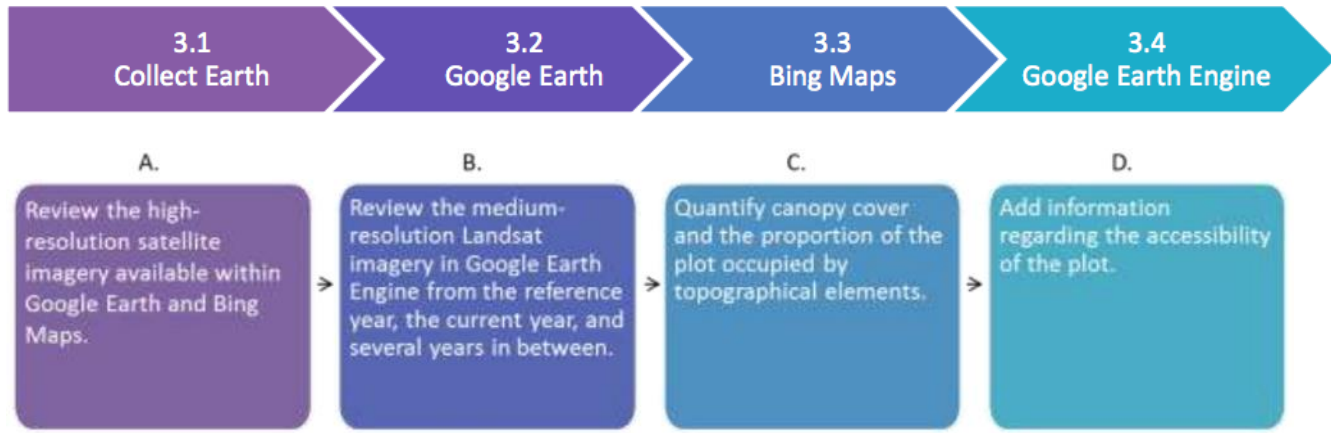 3.1
Collect Earth
3.2
Google Earth
3.3
Bing Maps
3.4
Google Earth Engine
A.
Review the high-
resolution satellite
imagery available within
Google Earth and Bing
Maps.
B.
Review the medium-
resolution Landsat
imagery in Google Earth
Engine from the reference
year, the current year, and
several years in between.
C.
Quantify canopy cover
and the proportion of the
plot occupied by
topographical elements.
D.
Add information
regarding the accessibility
of the plot.